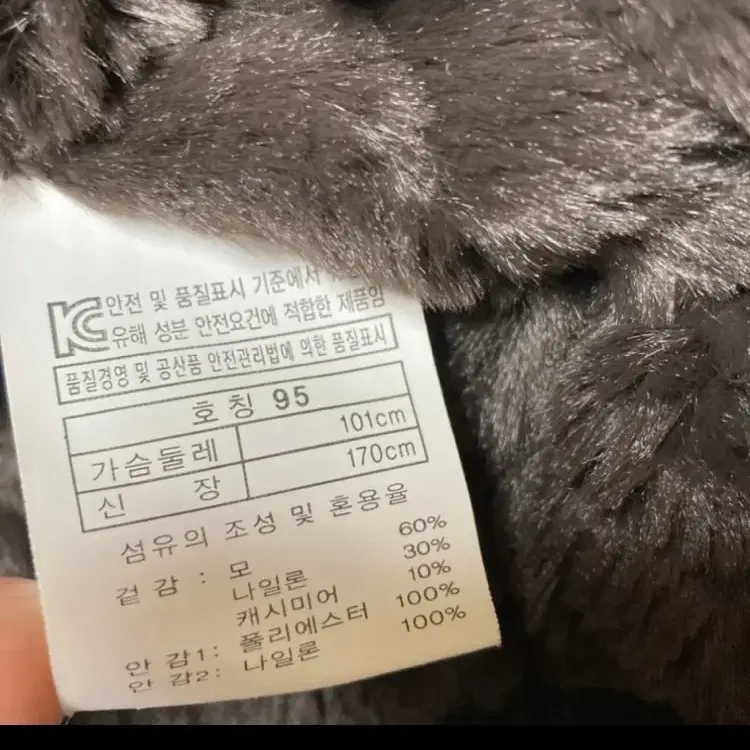 KC 안전 및 품질표시 기준에서
유해 성분 안전요건에 적합한 제품임
품질경영 및 공산품 안전관리법에 의한 품질표시
호칭 95
가슴둘레 101cm
신 장 170cm
섬유의 조성 및 혼용율
겉 감 : 모 60%
나일론 30%
캐시미어 10%
안 감1: 폴리에스터 100%
안 감2: 나일론 100%